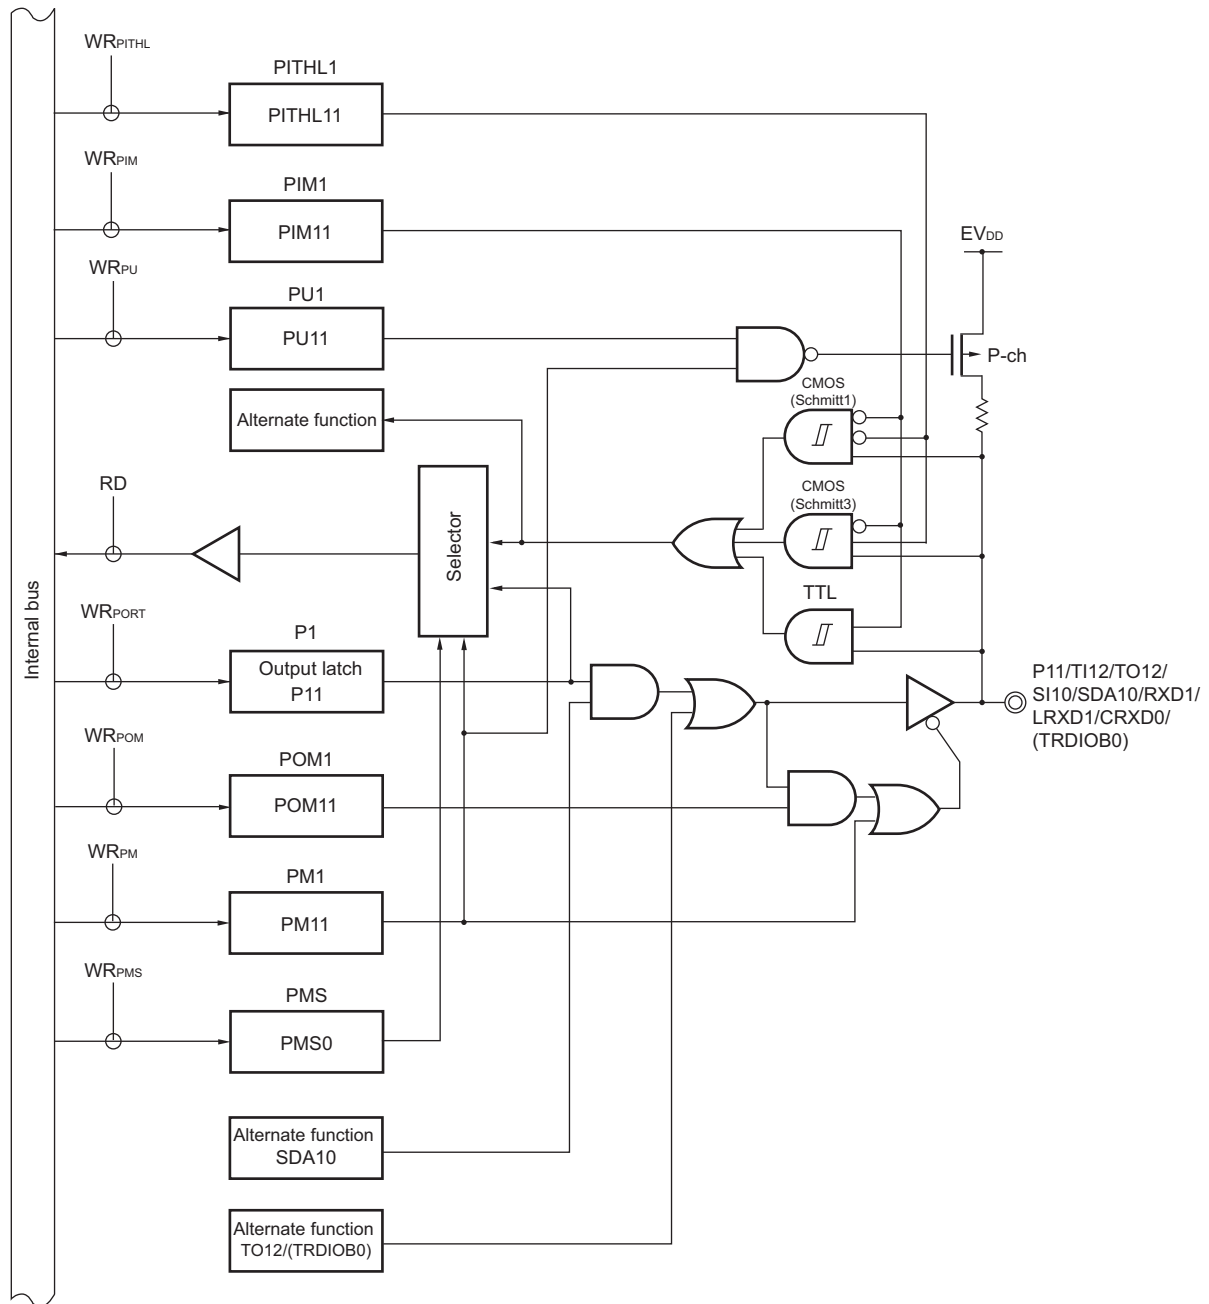 WRPITHL
PITHL1
PITHL11
WRPIM
PIM1
PIM11
WRPU
PU1
PU11
EVDD
P-ch
CMOS
(Schmitt1)
Alternate function
RD
Selector
CMOS
(Schmitt3)
TTL
Internal bus
WRPORT
P1
Output latch
P11
P11/TI12/TO12/
SI10/SDA10/RXD1/
LRXD1/CRXD0/
(TRDIOB0)
WRPOM
POM1
POM11
WRPM
PM1
PM11
WRPMS
PMS
PMS0
Alternate function
SDA10
Alternate function
TO12/(TRDIOB0)